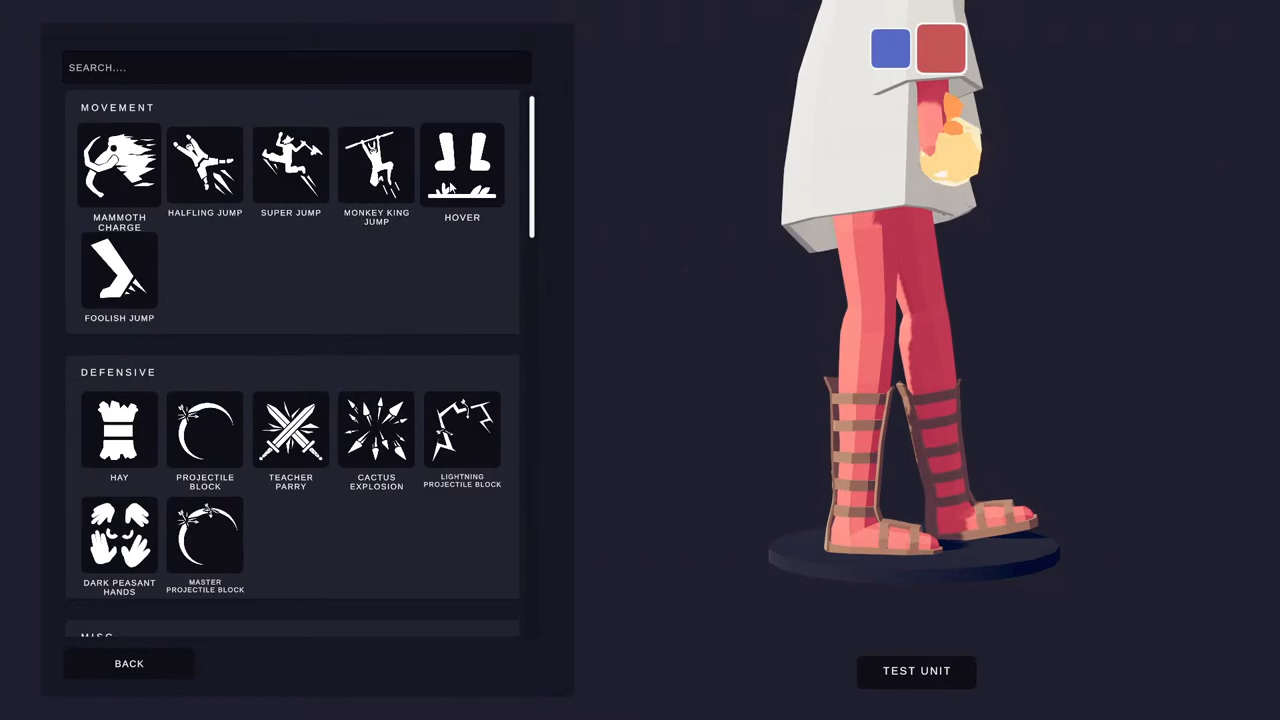 SEARCH....
MOVEMENT
MAMMOTH
CHARGE
HALFLING JUMP
SUPER JUMP
MONKEY KING
JUMP
HOVER
FOOLISH JUMP
DEFENSIVE
HAY
PROJECTILE
BLOCK
TEACHER
PARRY
CACTUS
EXPLOSION
LIGHTNING
PROJECTILE BLOCK
DARK PEASANT
HANDS
MASTER
PROJECTILE BLOCK
MISC
BACK
TEST UNIT